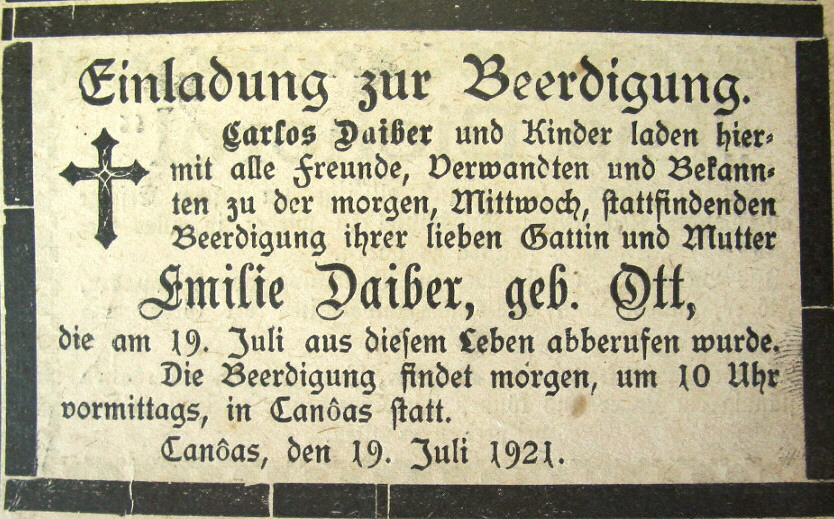 Einladung zur Beerdigung.
Carlos Daiber und Kinder laden hier-
mit alle Freunde, Verwandten und Bekann-
ten zu der morgen, Mittwoch, stattfindenden
Beerdigung ihrer lieben Gattin und Mutter
Emilie Daiber, geb. Ott,
die am 19. Juli aus diesem Leben abberufen wurde.
Die Beerdigung findet morgen, um 10 Uhr
vormittags, in Canôas statt.
Canôas, den 19. Juli 1921.